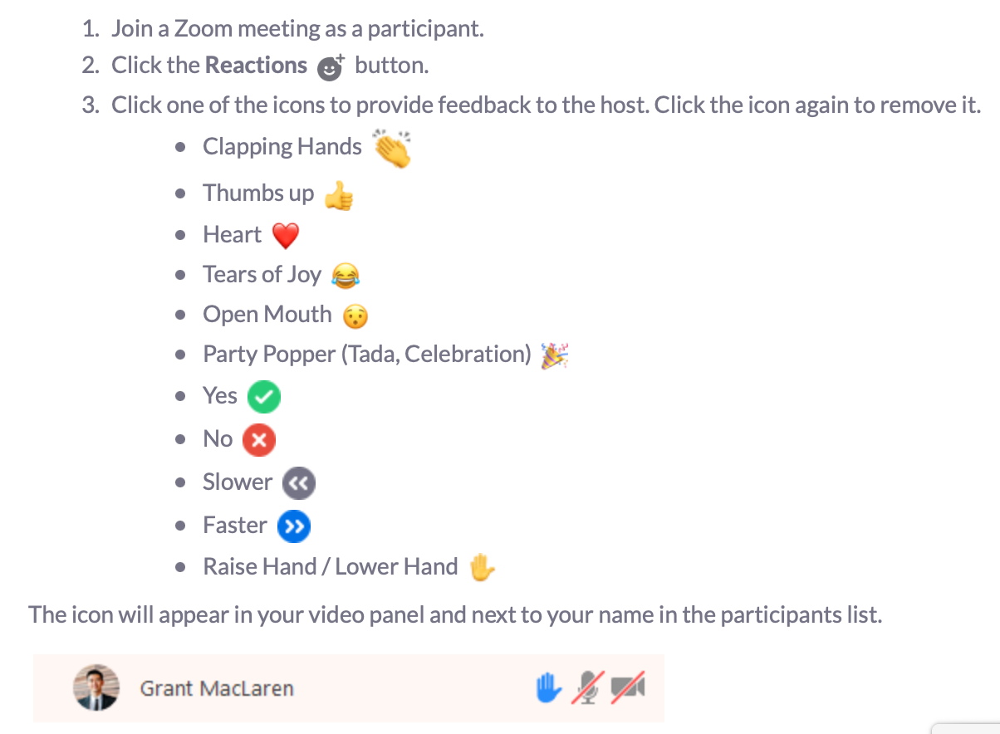 1. Join a Zoom meeting as a participant.
2. Click the Reactions button.
3. Click one of the icons to provide feedback to the host. Click the icon again to remove it.
• Clapping Hands
• Thumbs up
• Heart
• Tears of Joy
• Open Mouth
• Party Popper (Tada, Celebration)
• Yes
• No
• Slower
• Faster
• Raise Hand / Lower Hand
The icon will appear in your video panel and next to your name in the participants list.
Grant MacLaren